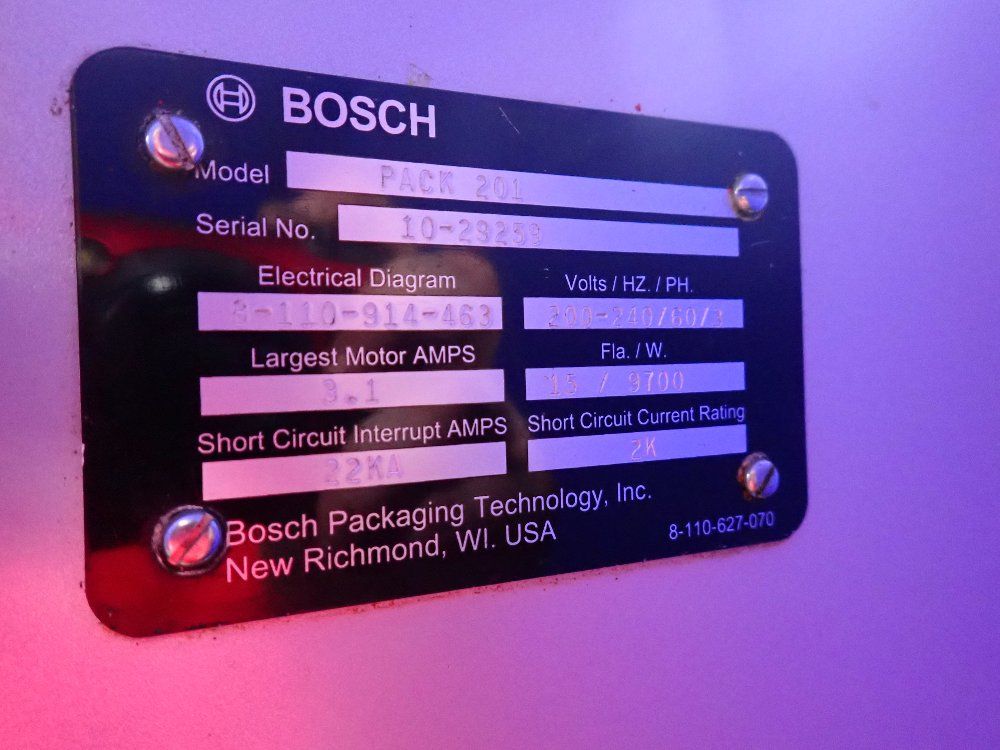 BOSCH
Model PACK 201
Serial No. 10-29259
Electrical Diagram
8-110-914-463
Volts / HZ. / PH.
200-240/60/3
Largest Motor AMPS
9.1
Fla. / W.
15 / 9700
Short Circuit Interrupt AMPS
22KA
Short Circuit Current Rating
2K
Bosch Packaging Technology, Inc.
New Richmond, WI. USA
8-110-627-070